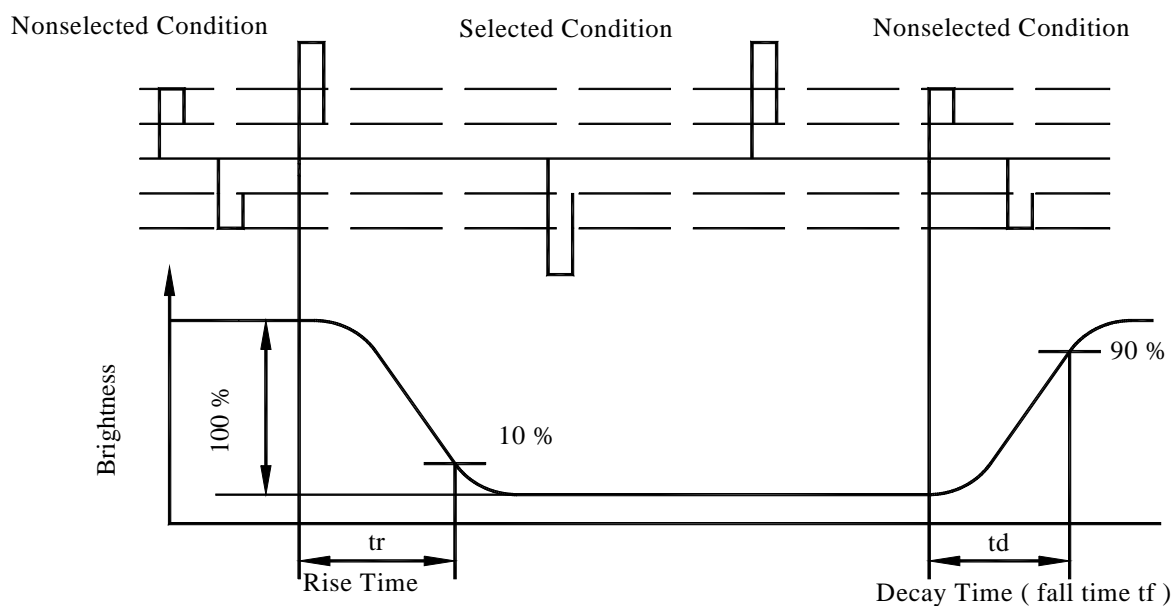 Nonselected Condition
Selected Condition
Nonselected Condition
Brightness
100 %
10 %
90 %
tr
Rise Time
td
Decay Time ( fall time tf )